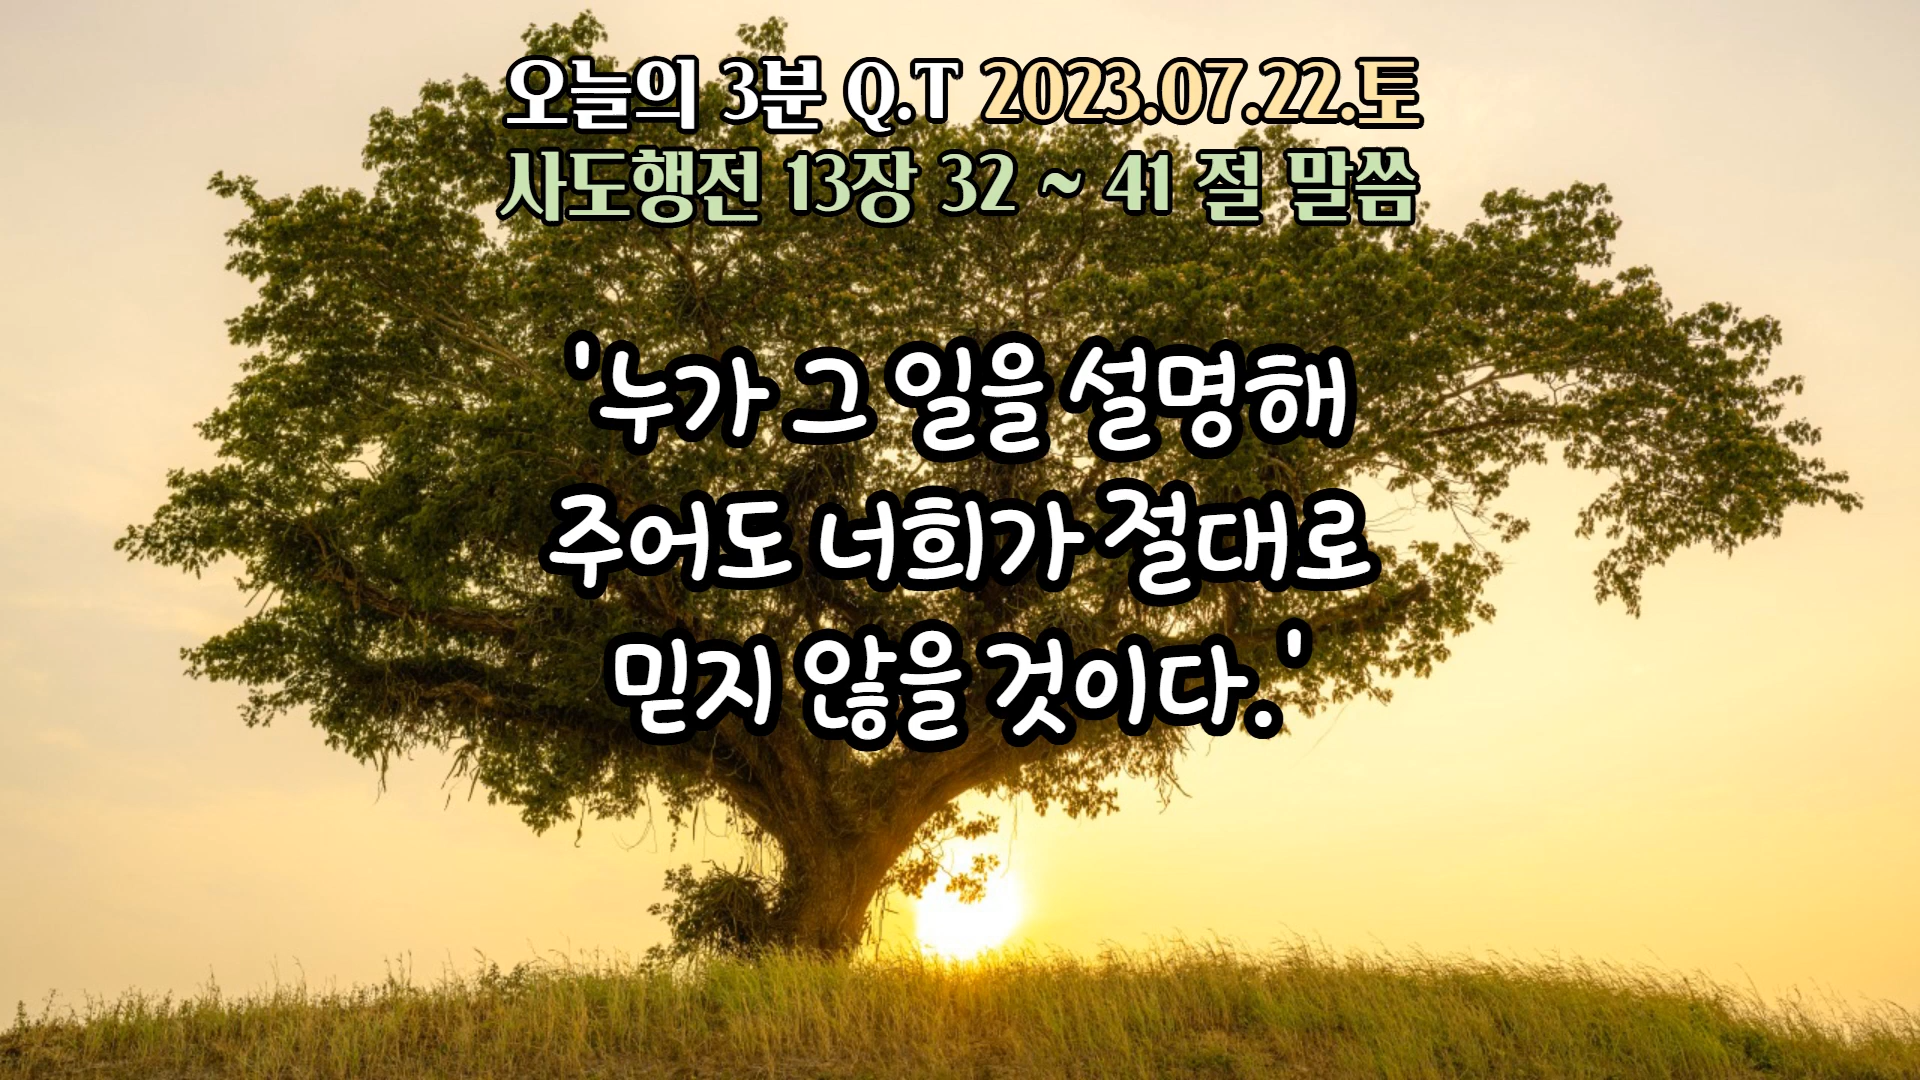 오늘의 3분 Q.T 2023.07.22.토
사도행전 13장 32 ~ 41 절 말씀
'누가 그 일을 설명해
주어도 너희가 절대로
믿지 않을 것이다.'